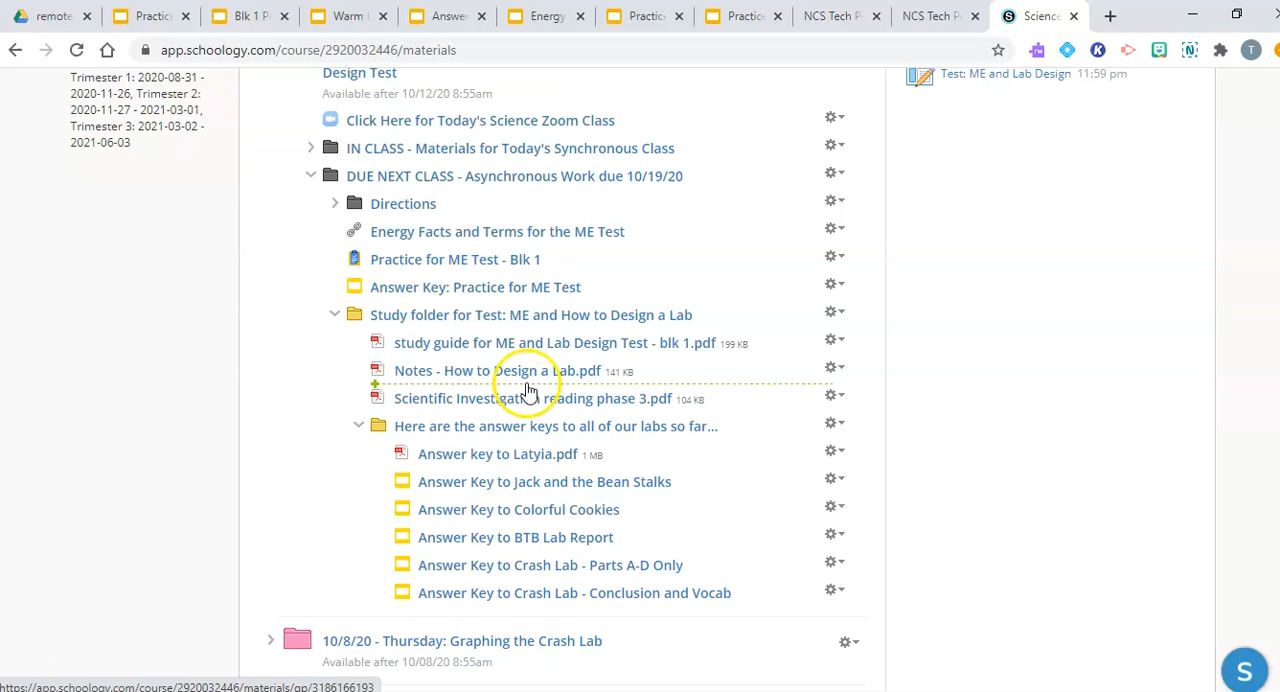 remote
Practic
Blk 1 P
Warm
Answer
Energy
Practic
Practic
NCS Tech P
NCS Tech P
Science
app.schoology.com/course/2920032446/materials
T
Trimester 1: 2020-08-31 -
2020-11-26, Trimester 2:
2020-11-27 - 2021-03-01,
Trimester 3: 2021-03-02 -
2021-06-03
Design Test
Available after 10/12/20 8:55am
Test: ME and Lab Design 11:59 pm
Click Here for Today's Science Zoom Class
IN CLASS - Materials for Today's Synchronous Class
DUE NEXT CLASS - Asynchronous Work due 10/19/20
Directions
Energy Facts and Terms for the ME Test
Practice for ME Test - Blk 1
Answer Key: Practice for ME Test
Study folder for Test: ME and How to Design a Lab
study guide for ME and Lab Design Test - blk 1.pdf 199 KB
Notes - How to Design a Lab.pdf 141 KB
Scientific Investigation reading phase 3.pdf 104 KB
Here are the answer keys to all of our labs so far...
Answer key to Latyia.pdf 1 MB
Answer Key to Jack and the Bean Stalks
Answer Key to Colorful Cookies
Answer Key to BTB Lab Report
Answer Key to Crash Lab - Parts A-D Only
Answer Key to Crash Lab - Conclusion and Vocab
10/8/20 - Thursday: Graphing the Crash Lab
Available after 10/08/20 8:55am
S
https://app.schoology.com/course/2920032446/materials/gp/3186166193